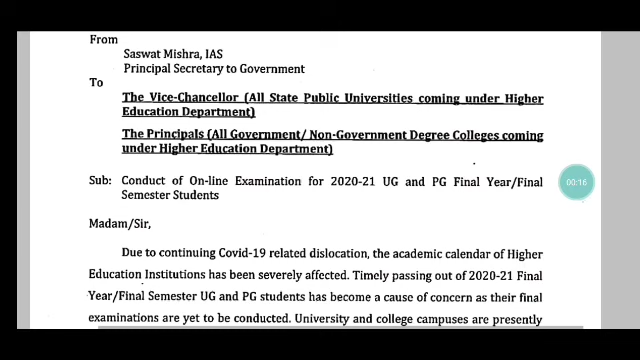 From
Saswat Mishra, IAS
Principal Secretary to Government
To
The Vice-Chancellor (All State Public Universities coming under Higher
Education Department)
The Principals (All Government/ Non-Government Degree Colleges coming
under Higher Education Department)
Sub: Conduct of On-line Examination for 2020-21 UG and PG Final Year/Final
Semester Students
00:16
Madam/Sir,
Due to continuing Covid-19 related dislocation, the academic calendar of Higher
Education Institutions has been severely affected. Timely passing out of 2020-21 Final
Year/Final Semester UG and PG students has become a cause of concern as their final
examinations are yet to be conducted. University and college campuses are presently